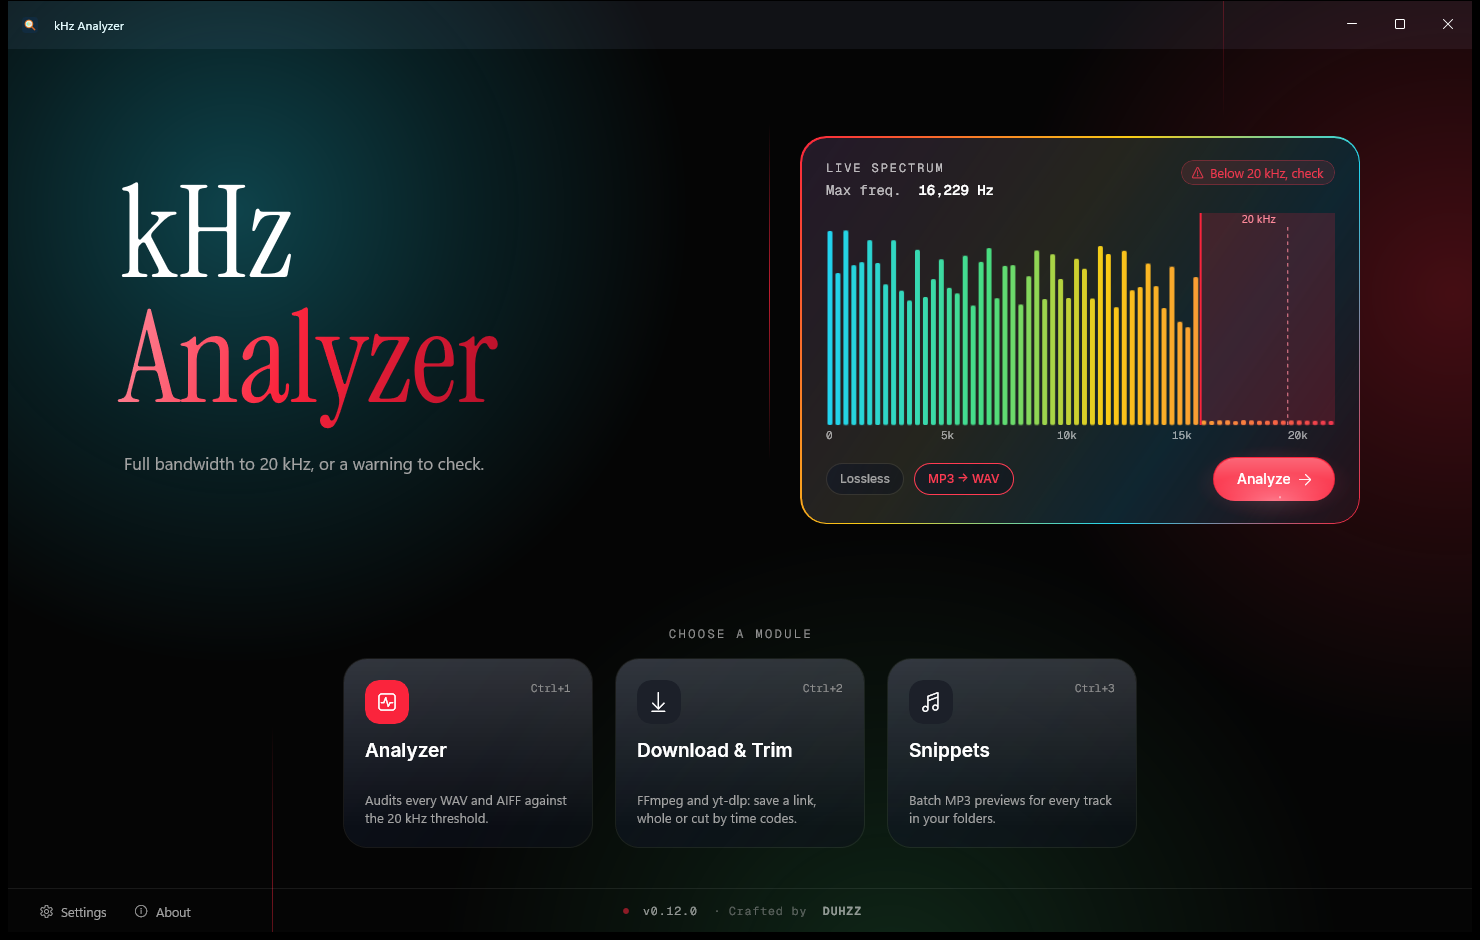 kHz Analyzer
kHz
Analyzer
Full bandwidth to 20 kHz, or a warning to check.
LIVE SPECTRUM
Max freq. 16,229 Hz
Below 20 kHz, check
20 kHz
0 5k 10k 15k 20k
Lossless
MP3 → WAV
Analyze →
CHOOSE A MODULE
Ctrl+1
Analyzer
Audits every WAV and AIFF against
the 20 kHz threshold.
Ctrl+2
Download & Trim
FFmpeg and yt-dlp: save a link,
whole or cut by time codes.
Ctrl+3
Snippets
Batch MP3 previews for every track
in your folders.
Settings
About
v0.12.0 · Crafted by DUHZZ